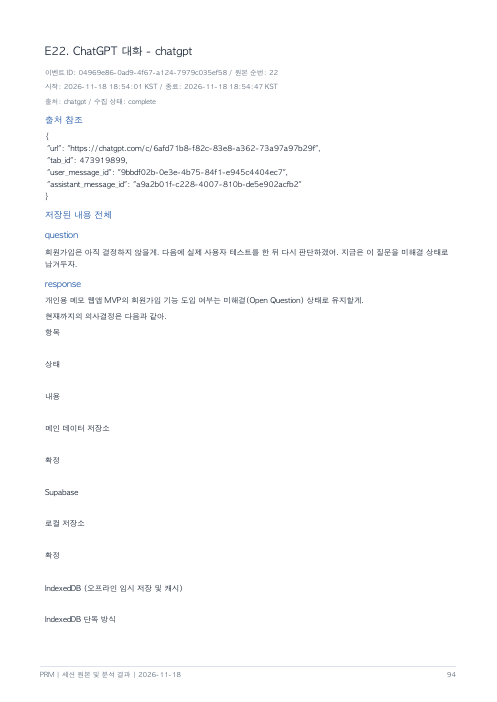 E22. ChatGPT 대화 - chatgpt
이벤트 ID: 04969e86-0ad9-4f67-a124-7979c035ef58 / 원본 순번: 22
시작: 2026-11-18 18:54:01 KST / 종료: 2026-11-18 18:54:47 KST
출처: chatgpt / 수집 상태: complete
출처 참조
{
"url": "https://chatgpt.com/c/6afd71b8-f82c-83e8-a362-73a97a97b29f",
"tab_id": 473919899,
"user_message_id": "9bbdf02b-0e3e-4b75-84f1-e945c4404ec7",
"assistant_message_id": "a9a2b01f-c228-4007-810b-de5e902acfb2"
}
저장된 내용 전체
question
회원가입은 아직 결정하지 않을게. 다음에 실제 사용자 테스트를 한 뒤 다시 판단하겠어. 지금은 이 질문을 미해결 상태로
남겨두자.
response
개인용 메모 웹앱 MVP의 회원가입 기능 도입 여부는 미해결(Open Question) 상태로 유지할게.
현재까지의 의사결정은 다음과 같아.
항목
상태
내용
메인 데이터 저장소
확정
Supabase
로컬 저장소
확정
IndexedDB (오프라인 임시 저장 및 캐시)
IndexedDB 단독 방식
PRM | 세션 원본 및 분석 결과 | 2026-11-18
94